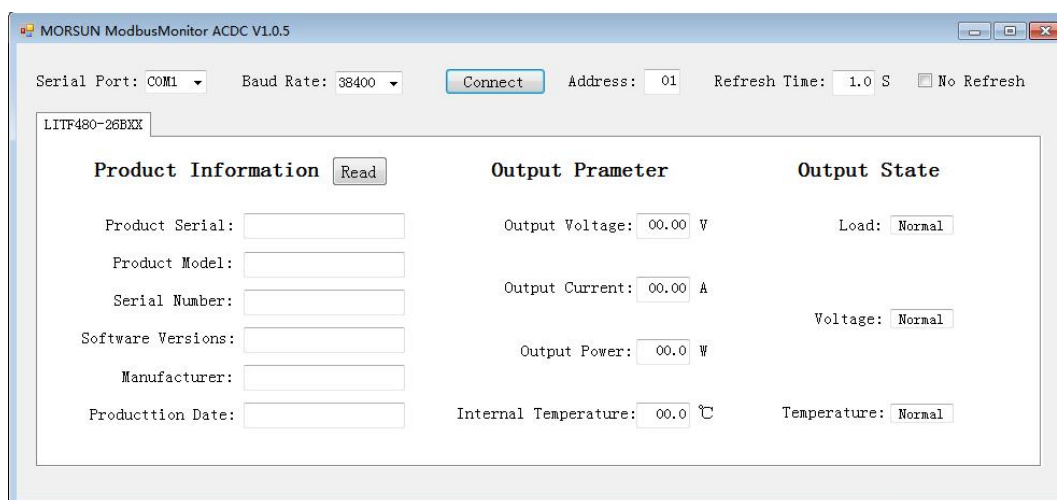 MORSUN ModbusMonitor ACDC V1.0.5
Serial Port: COM1 Baud Rate: 38400 Connect Address: 01 Refresh Time: 1.0 S No Refresh
LITF480-26BXX
Product Information Read Output Prameter Output State
Product Serial: Output Voltage: 00.00 V Load: Normal
Product Model:
Output Current: 00.00 A
Serial Number:
Voltage: Normal
Software Versions:
Output Power: 00.0 W
Manufacturer:
Producttion Date: Internal Temperature: 00.0 ℃ Temperature: Normal